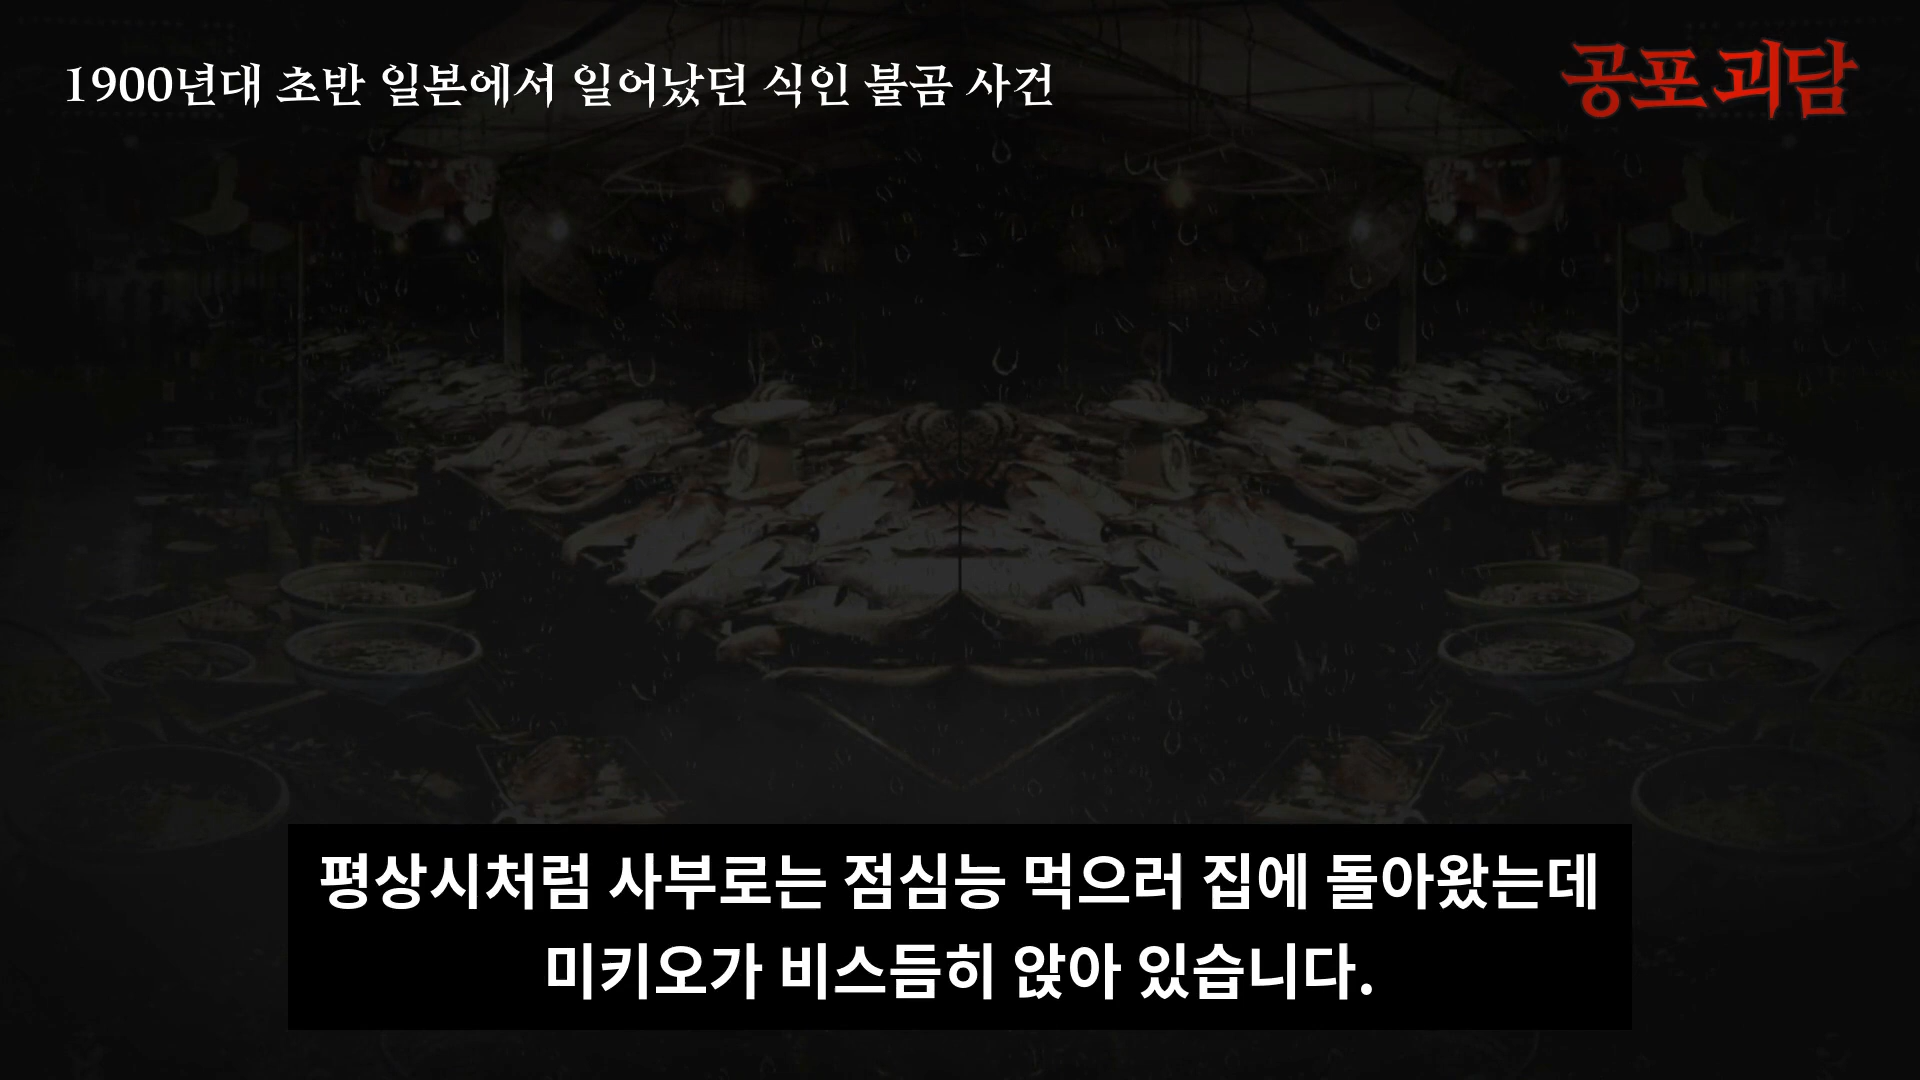 1900년대 초반 일본에서 일어났던 식인 불곰 사건
공포 괴담
평상시처럼 사부로는 점심능 먹으러 집에 돌아왔는데
미키오가 비스듬히 앉아 있습니다.